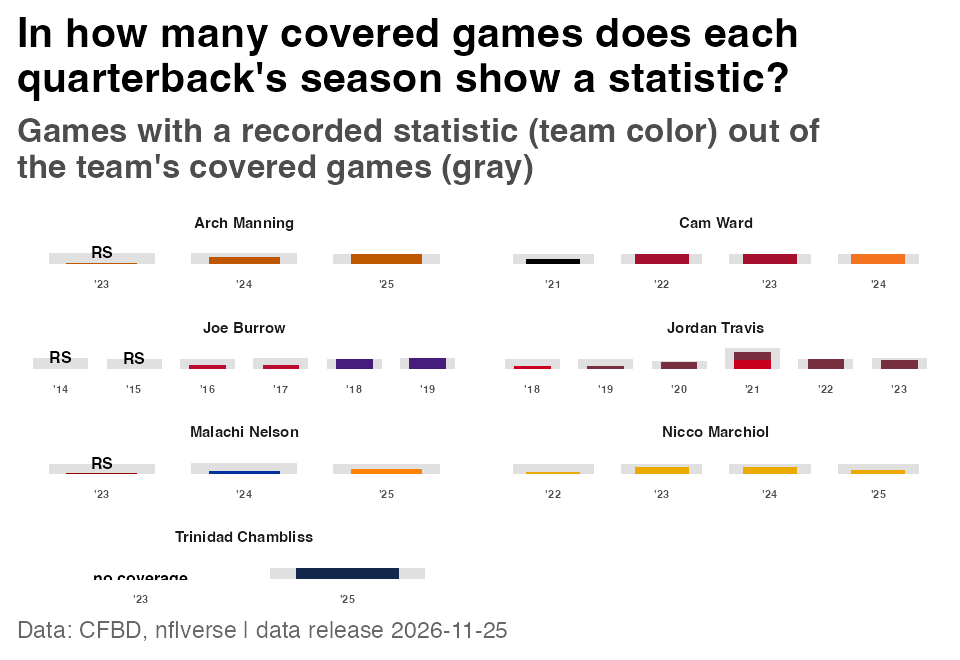 In how many covered games does each
quarterback's season show a statistic?
Games with a recorded statistic (team color) out of
the team's covered games (gray)
Arch Manning
RS
'23 '24 '25
Cam Ward
'21 '22 '23 '24
Joe Burrow
RS RS
'14 '15 '16 '17 '18 '19
Jordan Travis
'18 '19 '20 '21 '22 '23
Malachi Nelson
RS
'23 '24 '25
Nicco Marchiol
'22 '23 '24 '25
Trinidad Chambliss
no coverage
'23 '25
Data: CFBD, nflverse | data release 2026-11-25